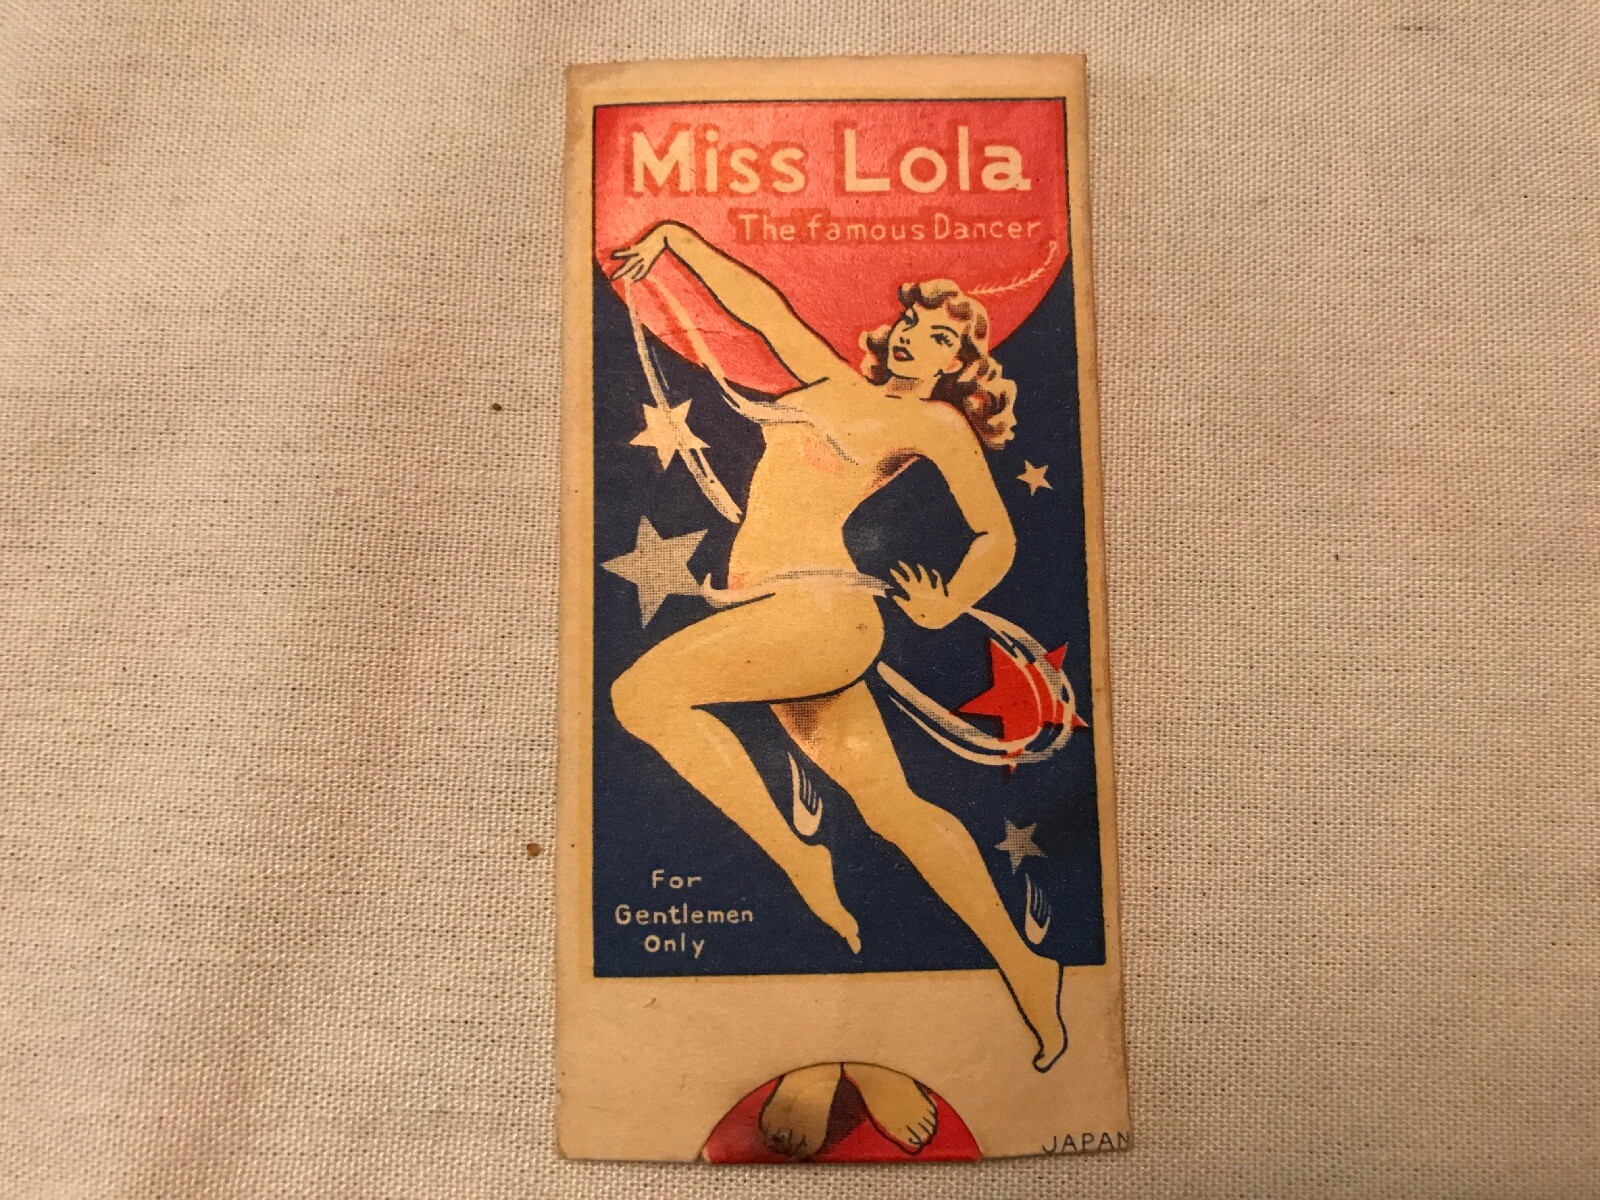 Miss Lola
The famous Dancer
For
Gentlemen
Only
JAPAN